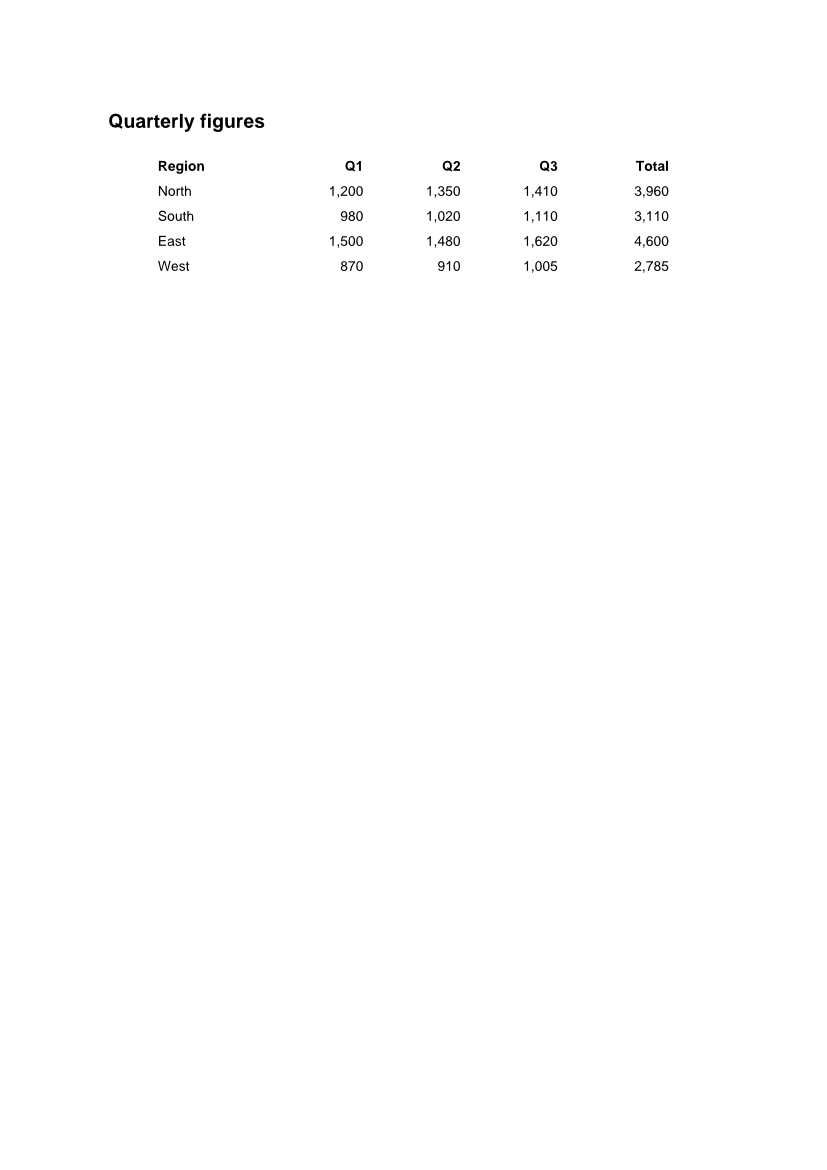 Quarterly figures
Region Q1 Q2 Q3 Total
North 1,200 1,350 1,410 3,960
South 980 1,020 1,110 3,110
East 1,500 1,480 1,620 4,600
West 870 910 1,005 2,785